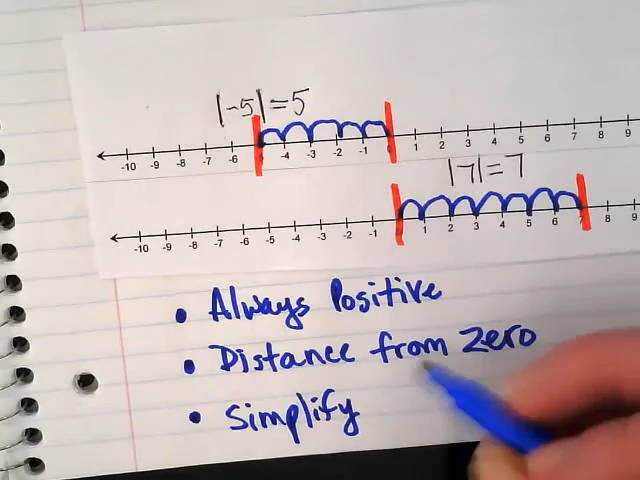 |-5|=5
-10 -9 -8 -7 -6 -4 -3 -2 -1 1 2 3 4 5 6 7 8 9
|7|=7
-10 -9 -8 -7 -6 -5 -4 -3 -2 -1 1 2 3 4 5 6 8 9
• Always Positive
• Distance from zero
• Simplify